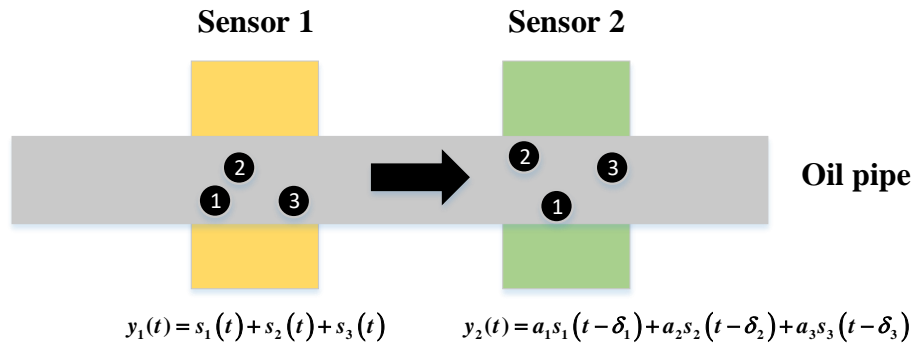 Sensor 1 Sensor 2
2 2 3
1 3 1
Oil pipe
y₁(t) = s₁(t) + s₂(t) + s₃(t) y₂(t) = a₁s₁(t − δ₁) + a₂s₂(t − δ₂) + a₃s₃(t − δ₃)